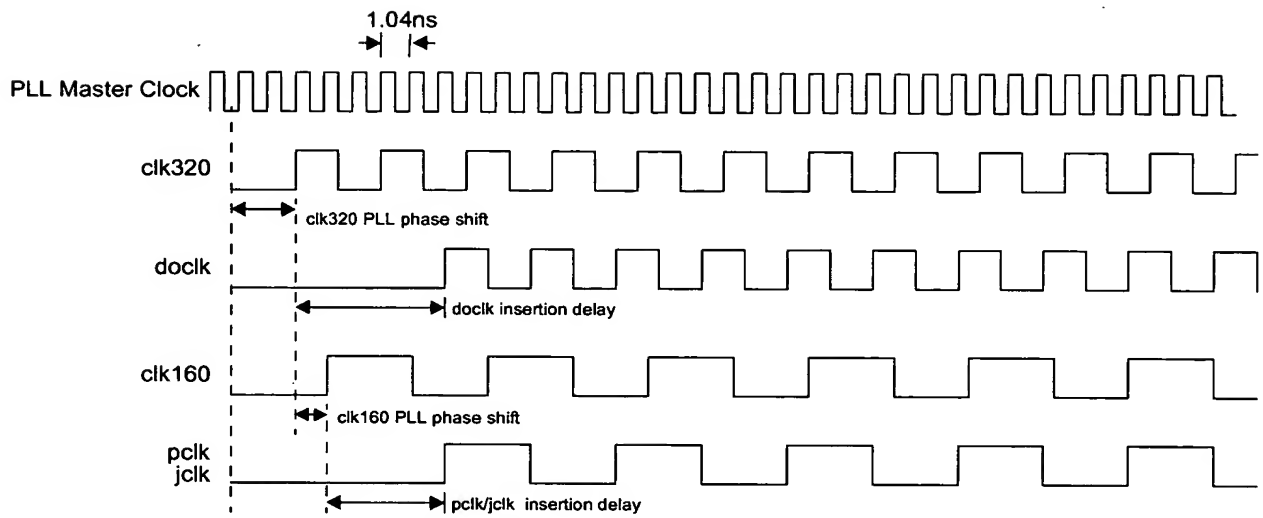 1.04ns
PLL Master Clock
clk320
clk320 PLL phase shift
doclk
doclk insertion delay
clk160
clk160 PLL phase shift
pclk
jclk
pclk/jclk insertion delay